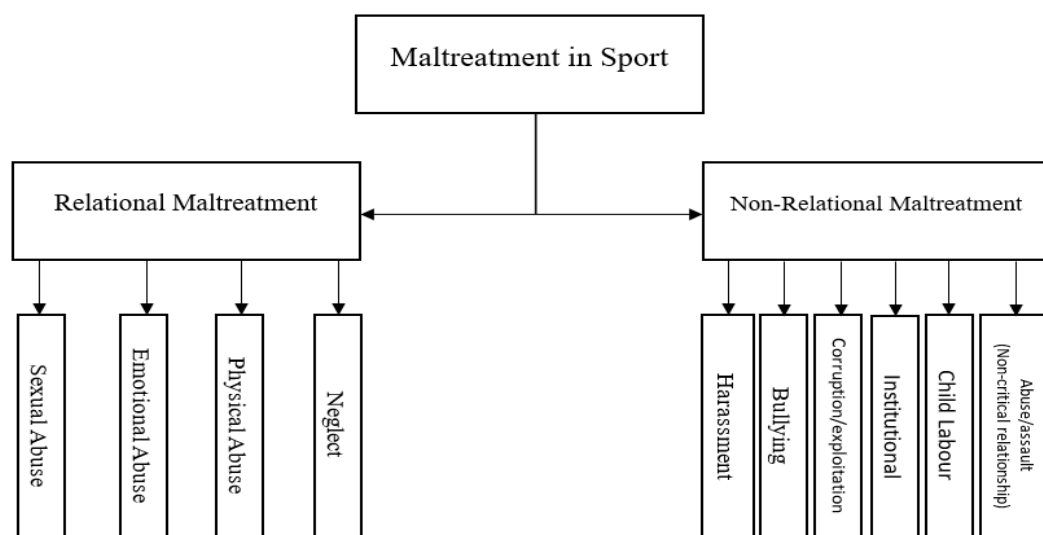 Maltreatment in Sport
Relational Maltreatment
Non-Relational Maltreatment
Sexual Abuse
Emotional Abuse
Physical Abuse
Neglect
Harassment
Bullying
Corruption/exploitation
Institutional
Child Labour
Abuse/assault
(Non-critical relationship)